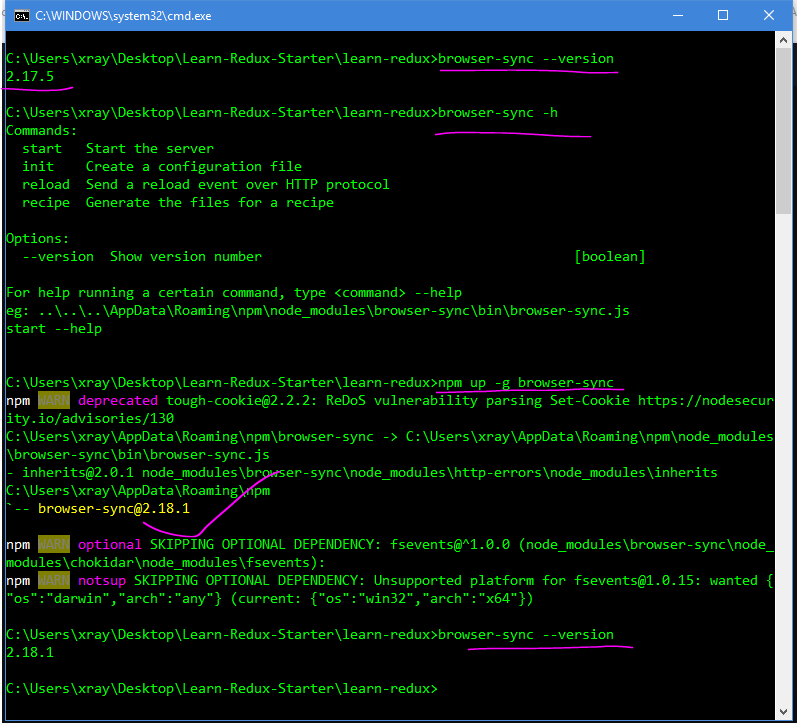 C:\WINDOWS\system32\cmd.exe
C:\Users\xray\Desktop\Learn-Redux-Starter\learn-redux>browser-sync --version
2.17.5
C:\Users\xray\Desktop\Learn-Redux-Starter\learn-redux>browser-sync -h
Commands:
  start   Start the server
  init    Create a configuration file
  reload  Send a reload event over HTTP protocol
  recipe  Generate the files for a recipe
Options:
  --version  Show version number                                       [boolean]
For help running a certain command, type <command> --help
eg: ..\..\..\AppData\Roaming\npm\node_modules\browser-sync\bin\browser-sync.js
start --help
C:\Users\xray\Desktop\Learn-Redux-Starter\learn-redux>npm up -g browser-sync
npm WARN deprecated tough-cookie@2.2.2: ReDoS vulnerability parsing Set-Cookie https://nodesecur
ity.io/advisories/130
C:\Users\xray\AppData\Roaming\npm\browser-sync -> C:\Users\xray\AppData\Roaming\npm\node_modules
\browser-sync\bin\browser-sync.js
- inherits@2.0.1 node_modules\browser-sync\node_modules\http-errors\node_modules\inherits
C:\Users\xray\AppData\Roaming\npm
`-- browser-sync@2.18.1
npm WARN optional SKIPPING OPTIONAL DEPENDENCY: fsevents@^1.0.0 (node_modules\browser-sync\node_
modules\chokidar\node_modules\fsevents):
npm WARN notsup SKIPPING OPTIONAL DEPENDENCY: Unsupported platform for fsevents@1.0.15: wanted {
"os":"darwin","arch":"any"} (current: {"os":"win32","arch":"x64"})
C:\Users\xray\Desktop\Learn-Redux-Starter\learn-redux>browser-sync --version
2.18.1
C:\Users\xray\Desktop\Learn-Redux-Starter\learn-redux>